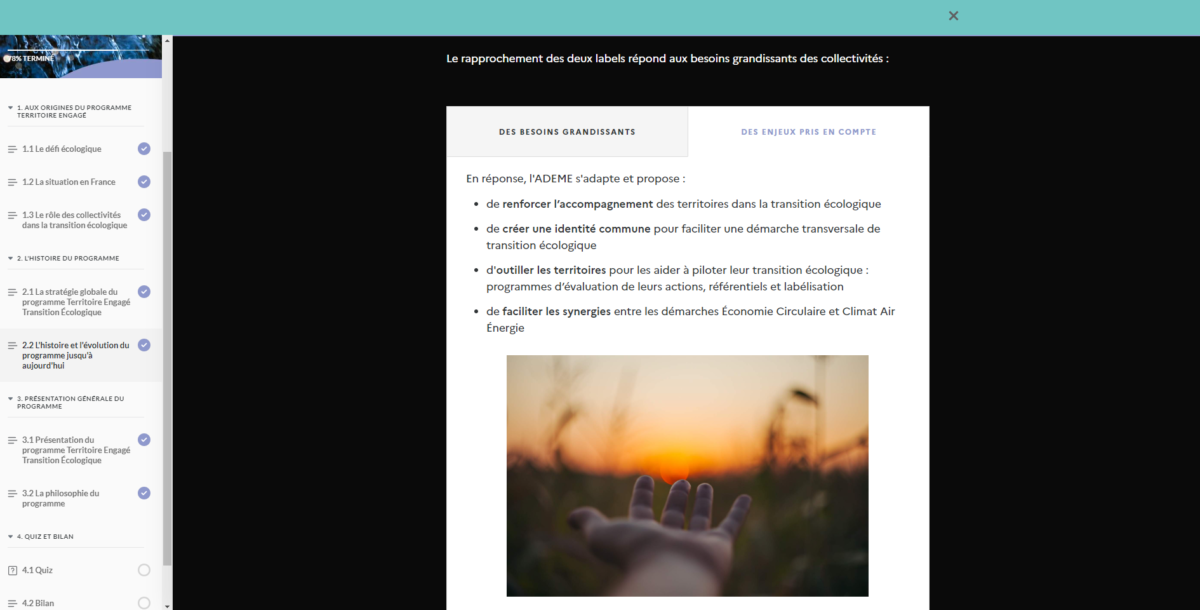 78% TERMINÉ
1. AUX ORIGINES DU PROGRAMME
TERRITOIRE ENGAGÉ
1.1 Le défi écologique
1.2 La situation en France
1.3 Le rôle des collectivités
dans la transition écologique
2. L'HISTOIRE DU PROGRAMME
2.1 La stratégie globale du
programme Territoire Engagé
Transition Écologique
2.2 L'histoire et l'évolution du
programme jusqu'à
aujourd'hui
3. PRÉSENTATION GÉNÉRALE DU
PROGRAMME
3.1 Présentation du
programme Territoire Engagé
Transition Écologique
3.2 La philosophie du
programme
4. QUIZ ET BILAN
4.1 Quiz
4.2 Bilan
Le rapprochement des deux labels répond aux besoins grandissants des collectivités :
DES BESOINS GRANDISSANTS
DES ENJEUX PRIS EN COMPTE
En réponse, l'ADEME s'adapte et propose :
• de renforcer l’accompagnement des territoires dans la transition écologique
• de créer une identité commune pour faciliter une démarche transversale de
transition écologique
• d'outiller les territoires pour les aider à piloter leur transition écologique :
programmes d’évaluation de leurs actions, référentiels et labélisation
• de faciliter les synergies entre les démarches Économie Circulaire et Climat Air
Énergie